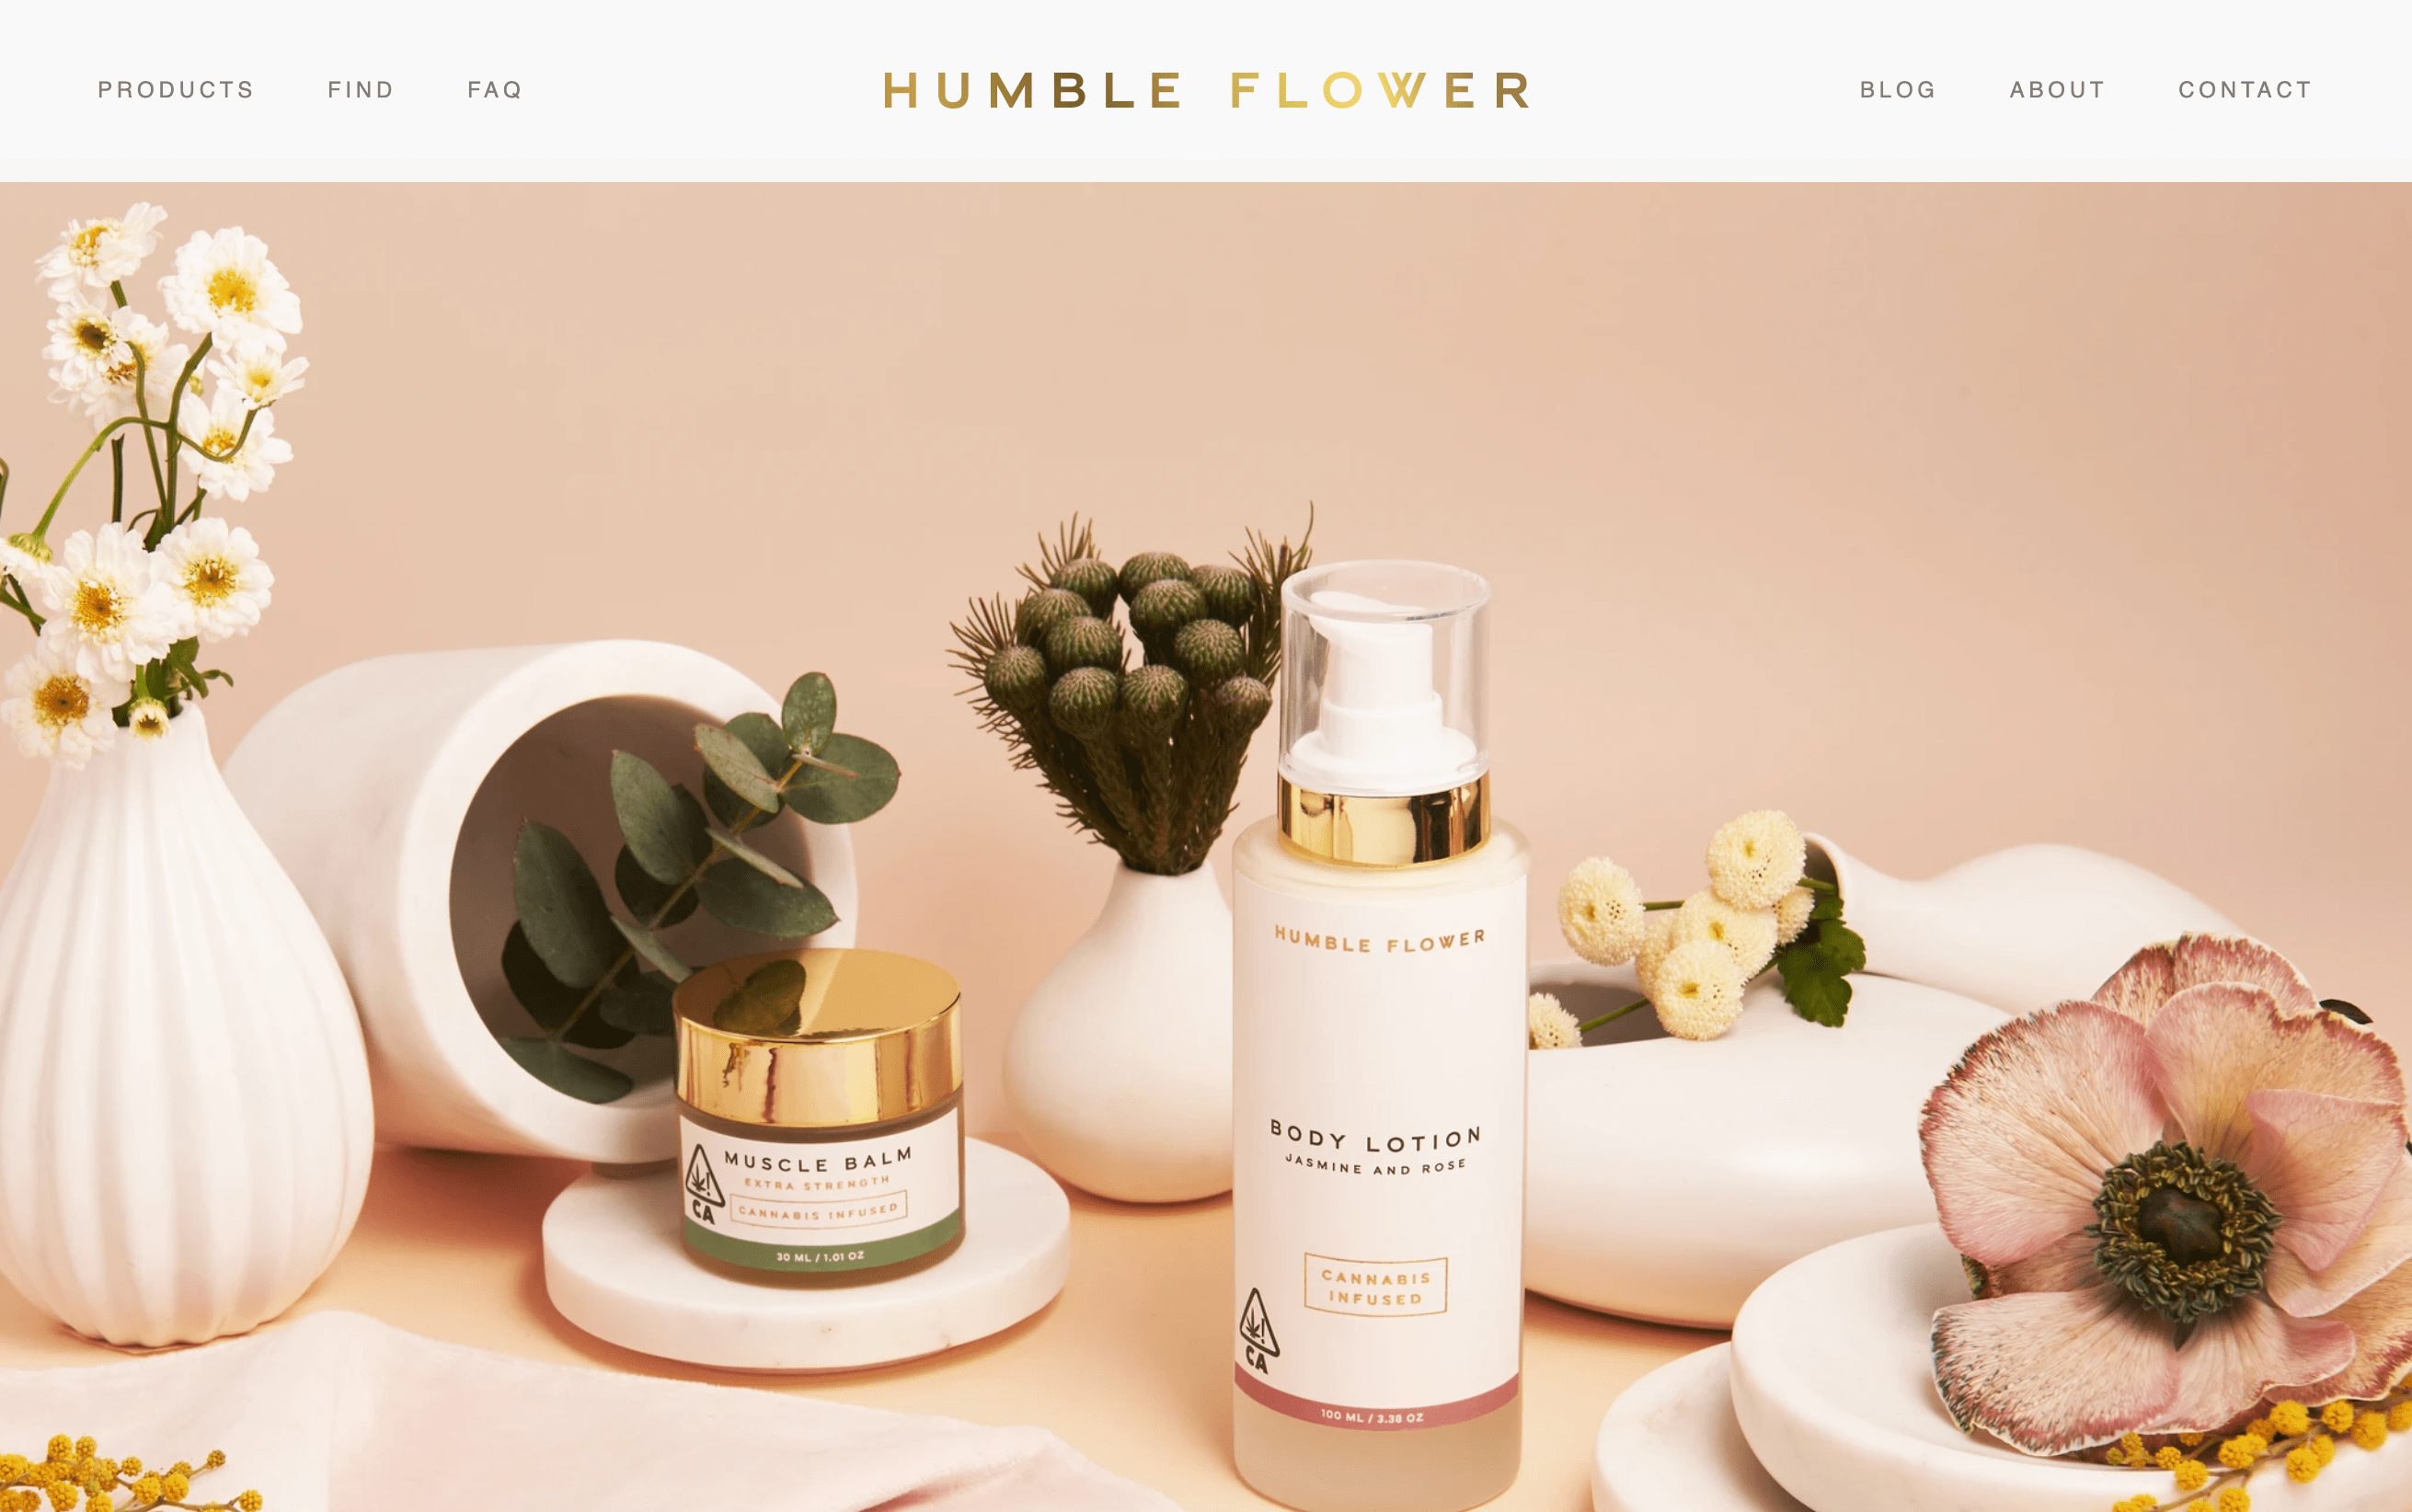 PRODUCTS FIND FAQ HUMBLE FLOWER BLOG ABOUT CONTACT
MUSCLE BALM
EXTRA STRENGTH
CANNABIS INFUSED
CA
30 ML / 1.01 OZ
HUMBLE FLOWER
BODY LOTION
JASMINE AND ROSE
CANNABIS
INFUSED
CA
100 ML / 3.38 OZ